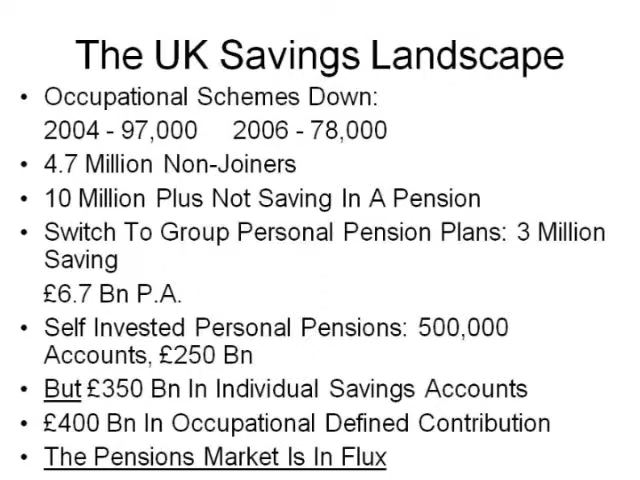 The UK Savings Landscape
• Occupational Schemes Down:
2004 - 97,000 2006 - 78,000
• 4.7 Million Non-Joiners
• 10 Million Plus Not Saving In A Pension
• Switch To Group Personal Pension Plans: 3 Million
Saving
£6.7 Bn P.A.
• Self Invested Personal Pensions: 500,000
Accounts, £250 Bn
• But £350 Bn In Individual Savings Accounts
• £400 Bn In Occupational Defined Contribution
• The Pensions Market Is In Flux